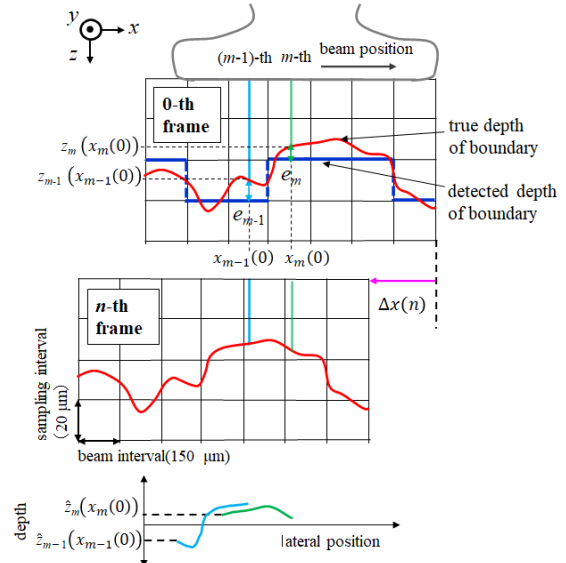 y
x
z
(m-1)-th m-th
beam position
0-th
frame
true depth
of boundary
z_m(x_m(0))
z_{m-1}(x_{m-1}(0))
e_m
detected depth
of boundary
e_{m-1}
x_{m-1}(0) x_m(0)
n-th
frame
Δx(n)
sampling interval
(20 μm)
beam interval(150 μm)
depth
ẑ_m(x_m(0))
ẑ_{m-1}(x_{m-1}(0))
lateral position